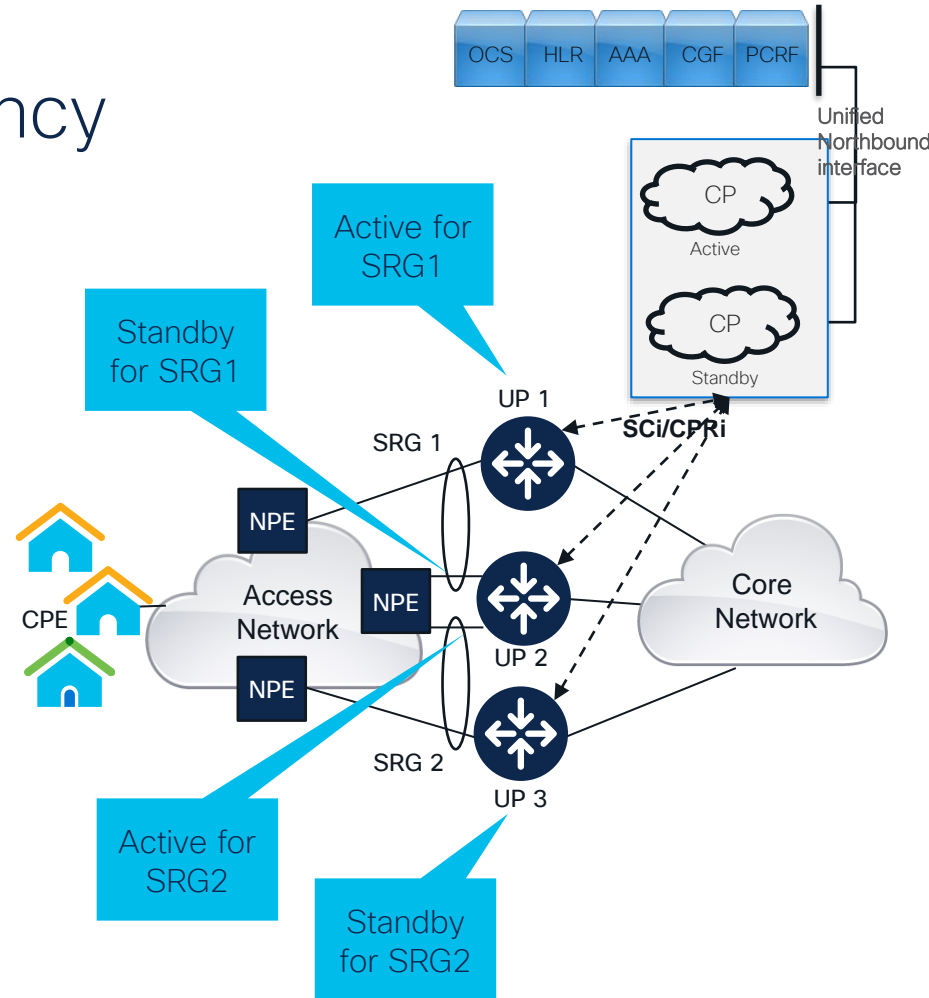 ncy
OCS HLR AAA CGF PCRF
Unified
Northbound
interface
CP
Active
CP
Standby
Active for
SRG1
Standby
for SRG1
UP 1
SCi/CPRi
SRG 1
NPE
Access
Network
NPE
CPE
UP 2
Core
Network
NPE
SRG 2
UP 3
Active for
SRG2
Standby
for SRG2